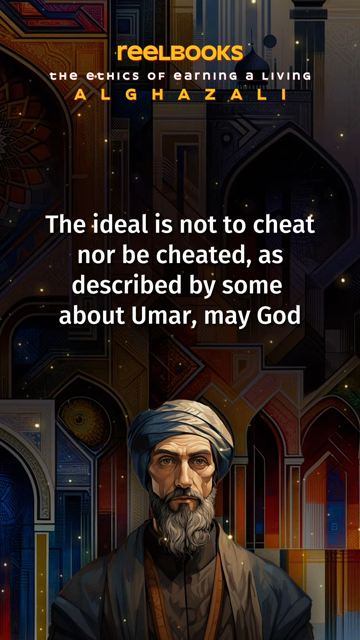 reelBOOKS
the ethics of earning a living
ALGHAZALI
The ideal is not to cheat
nor be cheated, as
described by some
about Umar, may God